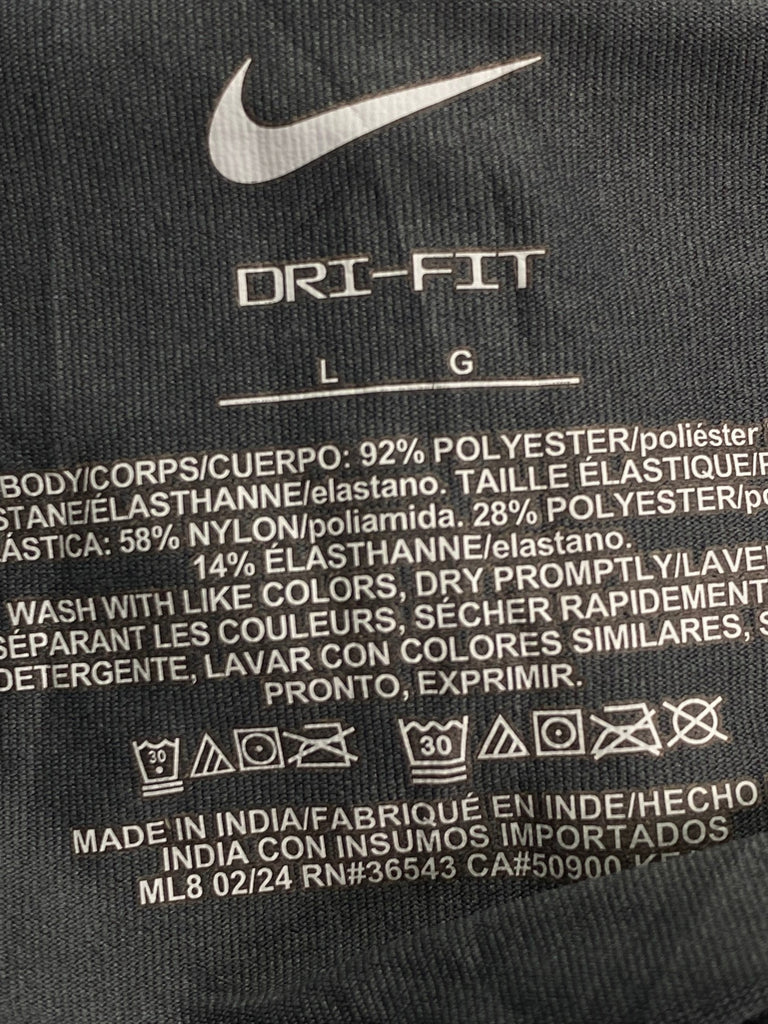 DRI-FIT
L G
BODY/CORPS/CUERPO: 92% POLYESTER/poliéster
STANE/ÉLASTHANNE/elastano. TAILLE ÉLASTIQUE/F
ÁSTICA: 58% NYLON/poliamida. 28% POLYESTER/po
14% ÉLASTHANNE/elastano.
WASH WITH LIKE COLORS, DRY PROMPTLY/LAVE
SÉPARANT LES COULEURS, SÉCHER RAPIDEMENT
DETERGENTE, LAVAR CON COLORES SIMILARES, S
PRONTO, EXPRIMIR.
30 30
MADE IN INDIA/FABRIQUÉ EN INDE/HECHO
INDIA CON INSUMOS IMPORTADOS
ML8 02/24 RN#36543 CA#50900